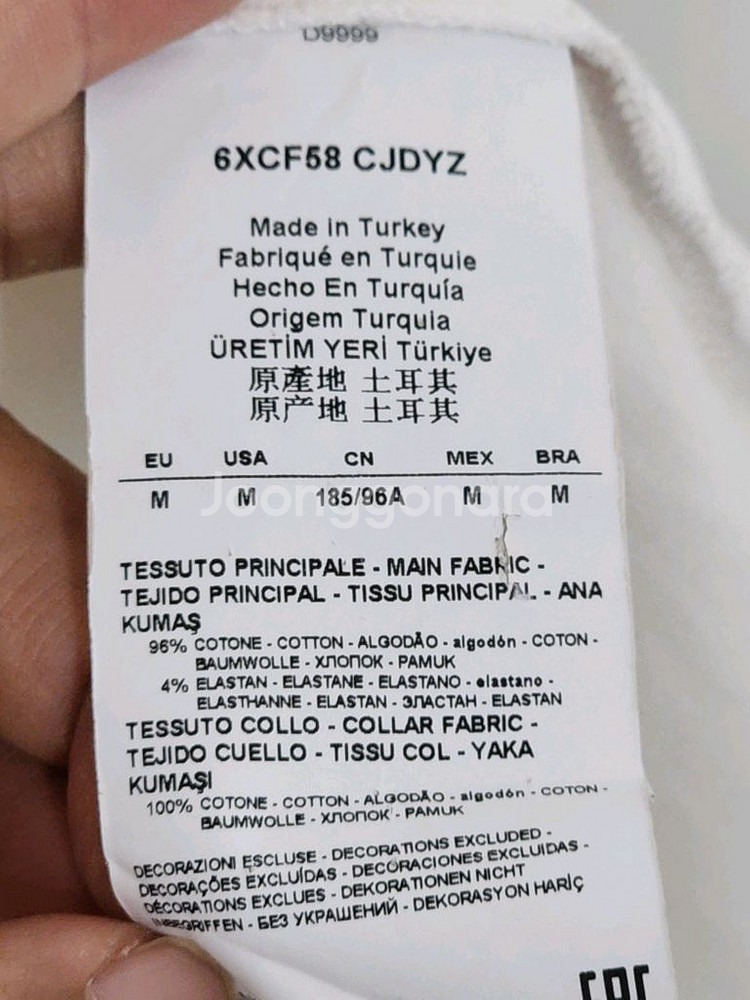 D9999
6XCF58 CJDYZ
Made in Turkey
Fabriqué en Turquie
Hecho En Turquía
Origem Turquia
ÜRETİM YERİ Türkiye
原產地 土耳其
原产地 土耳其
EU USA CN MEX BRA
M M 185/96A M M
Joonggonara
TESSUTO PRINCIPALE - MAIN FABRIC -
TEJIDO PRINCIPAL - TISSU PRINCIPAL - ANA
KUMAŞ
96% COTONE - COTTON - ALGODÃO - algodón - COTON -
BAUMWOLLE - ХЛОПОК - PAMUK
4% ELASTAN - ELASTANE - ELASTANO - elastano -
ELASTHANNE - ELASTAN - ЭЛАСТАН - ELASTAN
TESSUTO COLLO - COLLAR FABRIC -
TEJIDO CUELLO - TISSU COL - YAKA
KUMAŞI
100% COTONE - COTTON - ALGODÃO - algodón - COTON -
BAUMWOLLE - ХЛОПОК - PAMUK
DECORAZIONI ESCLUSE - DECORATIONS EXCLUDED -
DECORAÇÕES EXCLUÍDAS - DECORACIONES EXCLUIDAS -
DÉCORATIONS EXCLUES - DEKORATIONEN NICHT
INBEGRIFFEN - БЕЗ УКРАШЕНИЙ - DEKORASYON HARİÇ